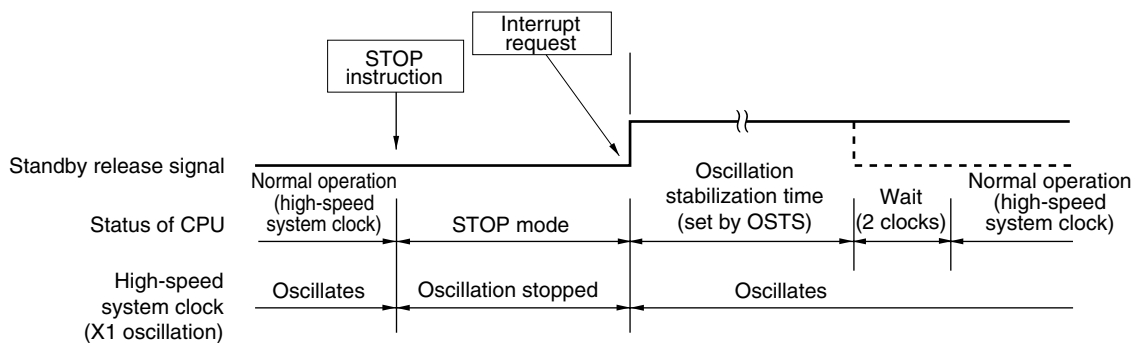 Interrupt
request
STOP
instruction
Standby release signal
Normal operation
(high-speed
system clock)
Oscillation
stabilization time
(set by OSTS)
Wait
(2 clocks)
Normal operation
(high-speed
system clock)
Status of CPU
STOP mode
High-speed
system clock
(X1 oscillation)
Oscillates
Oscillation stopped
Oscillates